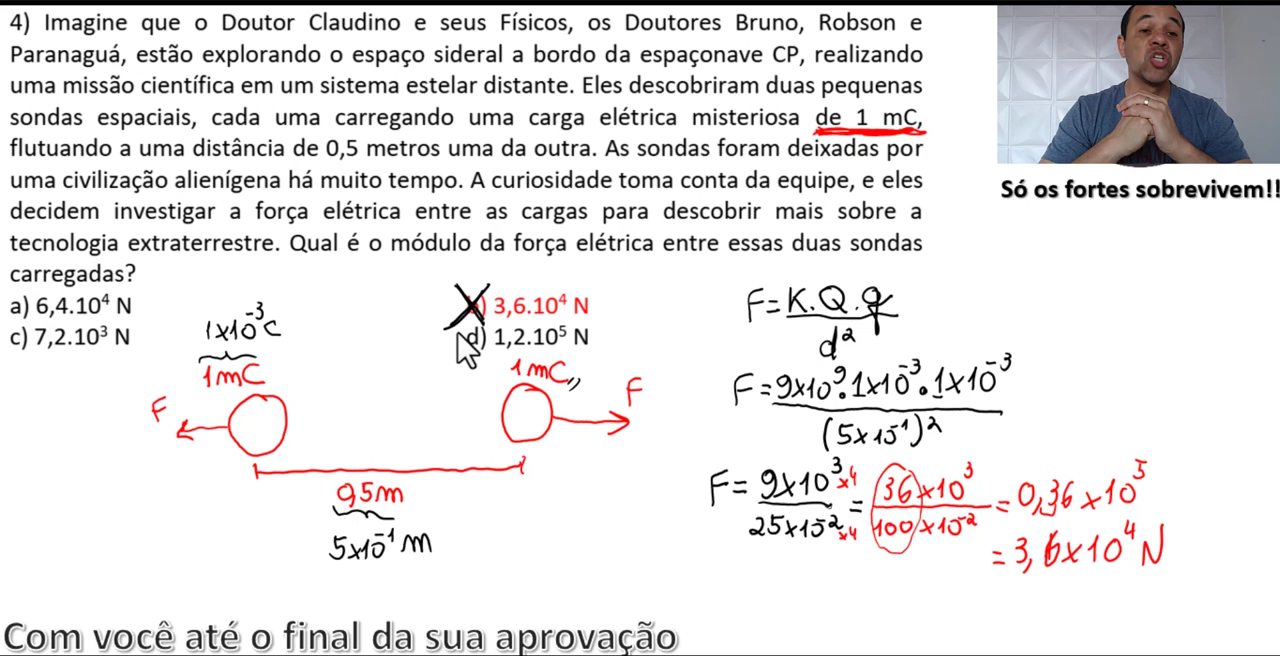 4) Imagine que o Doutor Claudino e seus Físicos, os Doutores Bruno, Robson e
Paranaguá, estão explorando o espaço sideral a bordo da espaçonave CP, realizando
uma missão científica em um sistema estelar distante. Eles descobriram duas pequenas
sondas espaciais, cada uma carregando uma carga elétrica misteriosa de 1 mC,
flutuando a uma distância de 0,5 metros uma da outra. As sondas foram deixadas por
uma civilização alienígena há muito tempo. A curiosidade toma conta da equipe, e eles
decidem investigar a força elétrica entre as cargas para descobrir mais sobre a
tecnologia extraterrestre. Qual é o módulo da força elétrica entre essas duas sondas
carregadas?
a) 6,4.10⁴ N
) 3,6.10⁴ N
c) 7,2.10³ N
d) 1,2.10⁵ N
Só os fortes sobrevivem!!
1x10⁻³C
1mC
1mC
F
F
0,5m
5x10⁻¹ m
F = K.Q.q
d²
F = 9x10⁹.1x10⁻³.1x10⁻³
(5x10⁻¹)²
F = 9x10³ x4 = 36x10³ = 0,36x10⁵
25x10⁻² x4 100x10⁻²
= 3,6x10⁴ N
Com você até o final da sua aprovação